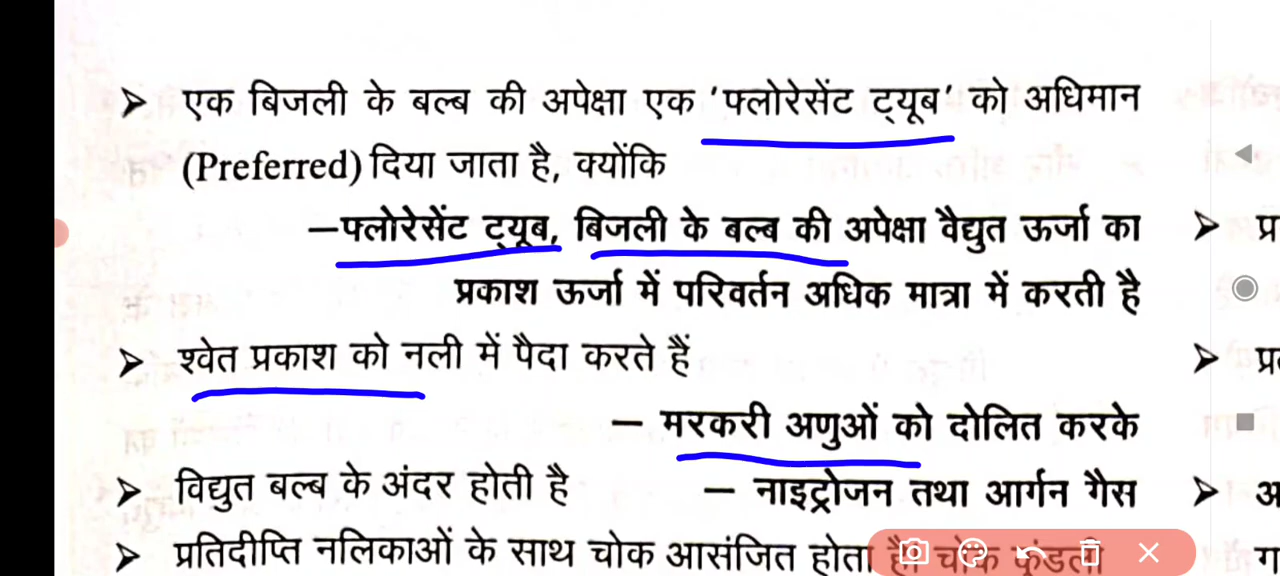 ➤ एक बिजली के बल्ब की अपेक्षा एक 'फ्लोरेसेंट ट्यूब' को अधिमान
(Preferred) दिया जाता है, क्योंकि
–फ्लोरेसेंट ट्यूब, बिजली के बल्ब की अपेक्षा वैद्युत ऊर्जा का
प्रकाश ऊर्जा में परिवर्तन अधिक मात्रा में करती है
➤ श्वेत प्रकाश को नली में पैदा करते हैं
– मरकरी अणुओं को दोलित करके
➤ विद्युत बल्ब के अंदर होती है – नाइट्रोजन तथा आर्गन गैस
➤ प्रतिदीप्ति नलिकाओं के साथ चोक आसंजित होता है। चोक कुंडली